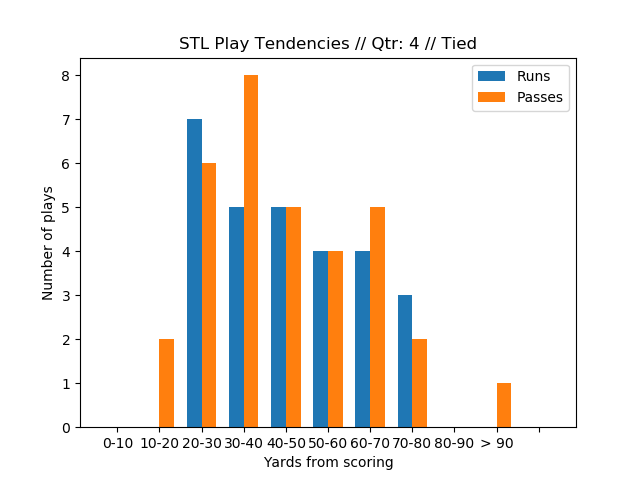 STL Play Tendencies // Qtr: 4 // Tied
Runs
Passes
Number of plays
8
7
6
5
4
3
2
1
0
0-10 10-20 20-30 30-40 40-50 50-60 60-70 70-80 80-90 > 90
Yards from scoring